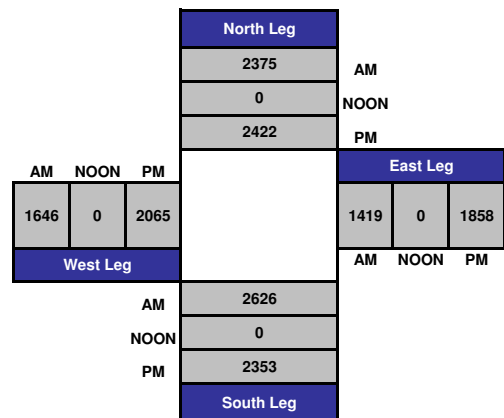 North Leg
2375 AM
0 NOON
2422 PM
AM NOON PM East Leg
1646 0 2065 1419 0 1858
West Leg AM NOON PM
AM 2626
NOON 0
PM 2353
South Leg